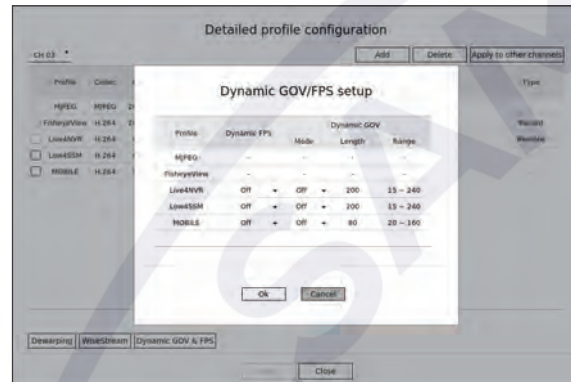 Detailed profile configuration
CH 03 Add Delete Apply to other channels
Profile Codec Type
MJPEG MJPEG
FisheyeView H.264 Record
Live4NVR H.264 Remote
Low4SSM H.264
MOBILE H.264
Dynamic GOV/FPS setup
Profile Dynamic FPS Dynamic GOV
Mode Length Range
MJPEG - - - -
FisheyeView - - - -
Live4NVR Off Off 200 15 ~ 240
Low4SSM Off Off 200 15 ~ 240
MOBILE Off Off 80 20 ~ 160
Ok Cancel
Dewarping WiseStream Dynamic GOV & FPS
Close